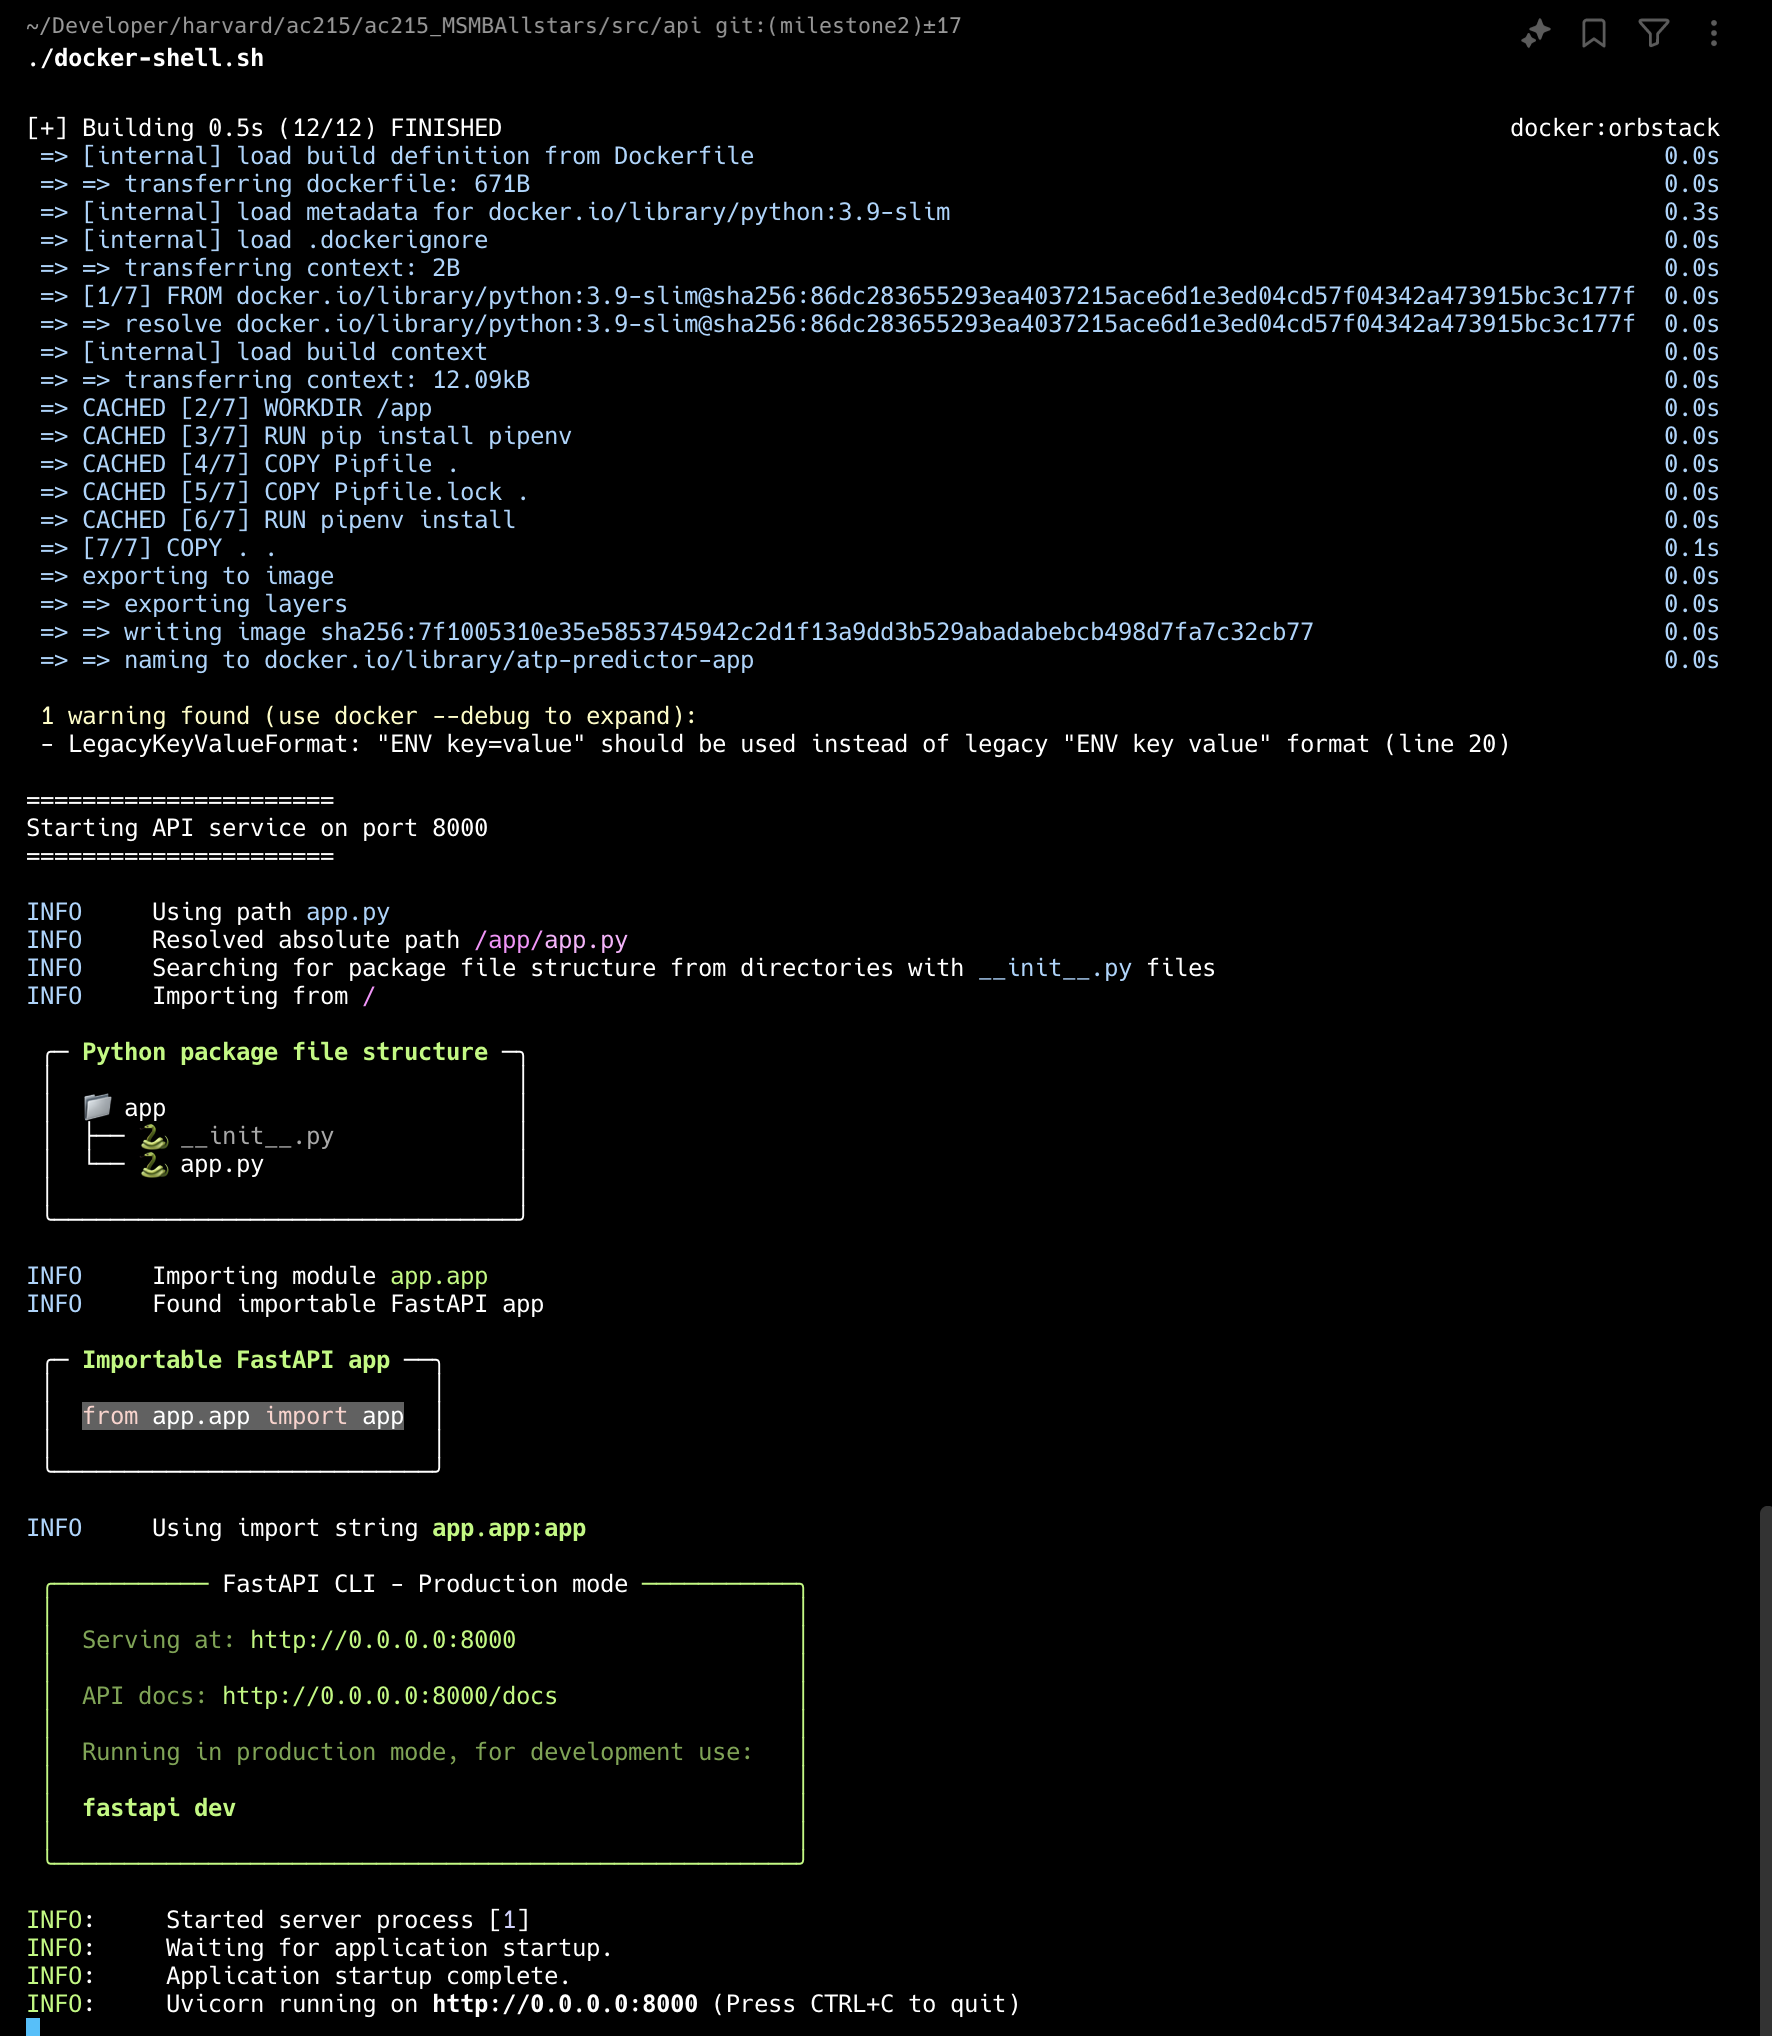 ~/Developer/harvard/ac215/ac215_MSMBAllstars/src/api git:(milestone2)±17
./docker-shell.sh
[+] Building 0.5s (12/12) FINISHED docker:orbstack
=> [internal] load build definition from Dockerfile 0.0s
=> => transferring dockerfile: 671B 0.0s
=> [internal] load metadata for docker.io/library/python:3.9-slim 0.3s
=> [internal] load .dockerignore 0.0s
=> => transferring context: 2B 0.0s
=> [1/7] FROM docker.io/library/python:3.9-slim@sha256:86dc283655293ea4037215ace6d1e3ed04cd57f04342a473915bc3c177f 0.0s
=> => resolve docker.io/library/python:3.9-slim@sha256:86dc283655293ea4037215ace6d1e3ed04cd57f04342a473915bc3c177f 0.0s
=> [internal] load build context 0.0s
=> => transferring context: 12.09kB 0.0s
=> CACHED [2/7] WORKDIR /app 0.0s
=> CACHED [3/7] RUN pip install pipenv 0.0s
=> CACHED [4/7] COPY Pipfile . 0.0s
=> CACHED [5/7] COPY Pipfile.lock . 0.0s
=> CACHED [6/7] RUN pipenv install 0.0s
=> [7/7] COPY . . 0.1s
=> exporting to image 0.0s
=> => exporting layers 0.0s
=> => writing image sha256:7f1005310e35e5853745942c2d1f13a9dd3b529abadabebcb498d7fa7c32cb77 0.0s
=> => naming to docker.io/library/atp-predictor-app 0.0s
1 warning found (use docker --debug to expand):
- LegacyKeyValueFormat: "ENV key=value" should be used instead of legacy "ENV key value" format (line 20)
======================
Starting API service on port 8000
======================
INFO Using path app.py
INFO Resolved absolute path /app/app.py
INFO Searching for package file structure from directories with __init__.py files
INFO Importing from /
Python package file structure
app
__init__.py
app.py
INFO Importing module app.app
INFO Found importable FastAPI app
Importable FastAPI app
from app.app import app
INFO Using import string app.app:app
FastAPI CLI - Production mode
Serving at: http://0.0.0.0:8000
API docs: http://0.0.0.0:8000/docs
Running in production mode, for development use:
fastapi dev
INFO: Started server process [1]
INFO: Waiting for application startup.
INFO: Application startup complete.
INFO: Uvicorn running on http://0.0.0.0:8000 (Press CTRL+C to quit)